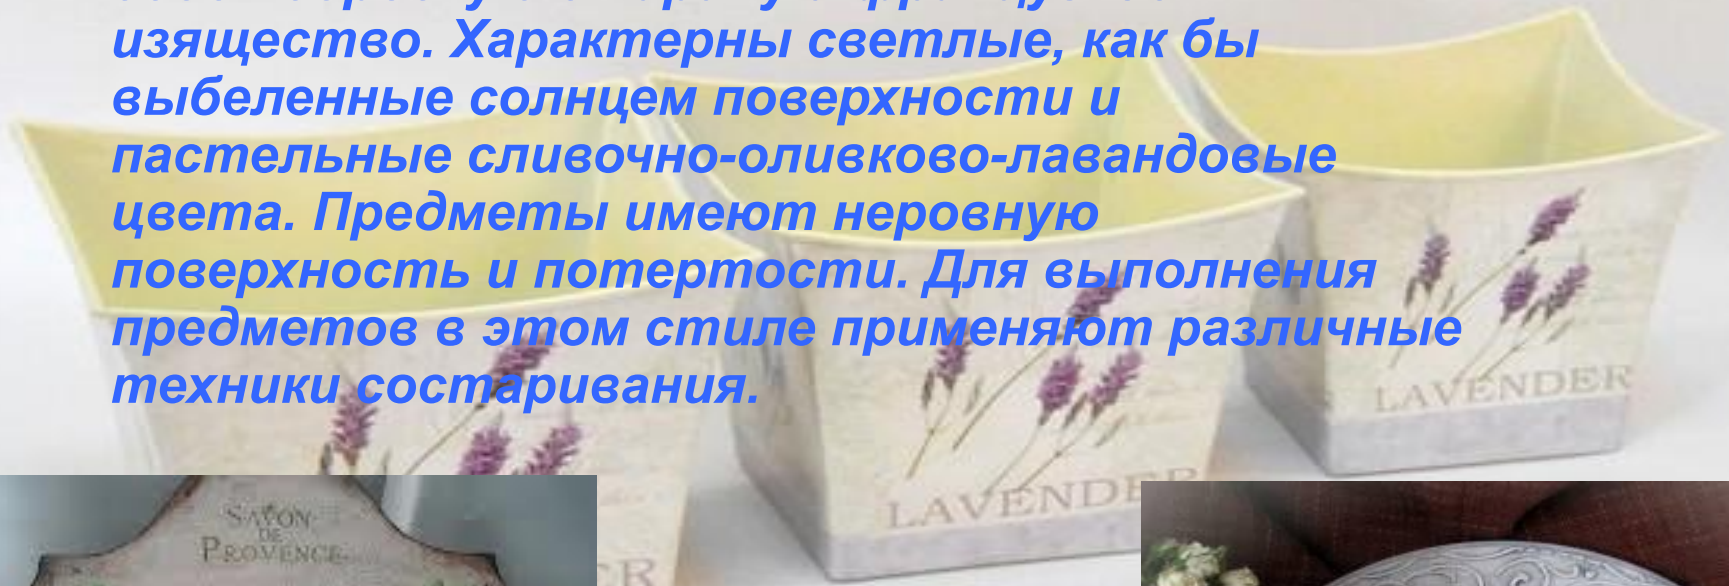 изящество. Характерны светлые, как бы
выбеленные солнцем поверхности и
пастельные сливочно-оливково-лавандовые
цвета. Предметы имеют неровную
поверхность и потертости. Для выполнения
предметов в этом стиле применяют различные
техники состаривания.
LAVENDER
LAVENDER
SAVON
DE
PROVENCE